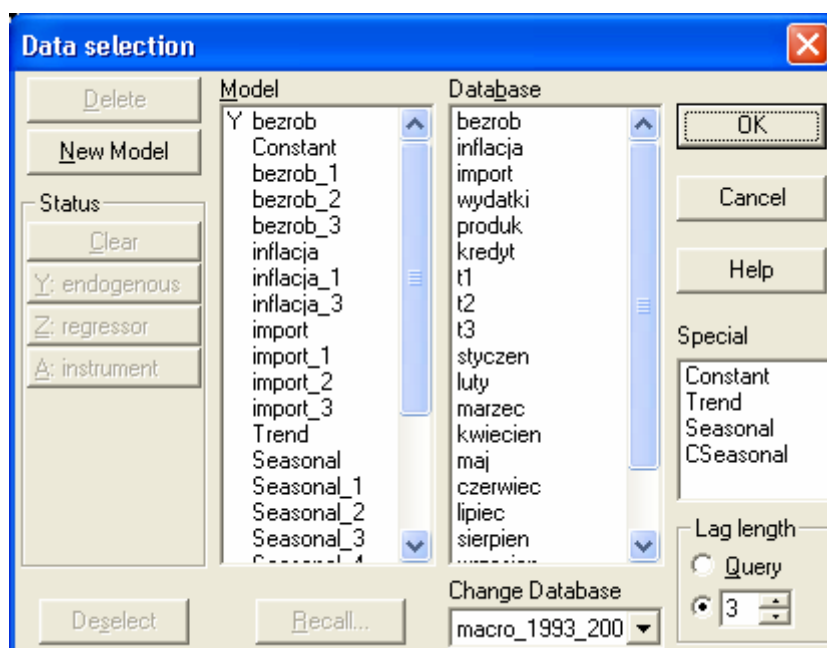 Data selection
Delete
New Model
Status
Clear
Y: endogenous
Z: regressor
A: instrument
Deselect
Model
Y bezrob
Constant
bezrob_1
bezrob_2
bezrob_3
inflacja
inflacja_1
inflacja_3
import
import_1
import_2
import_3
Trend
Seasonal
Seasonal_1
Seasonal_2
Seasonal_3
Recall...
Database
bezrob
inflacja
import
wydatki
produk
kredyt
t1
t2
t3
styczen
luty
marzec
kwiecien
maj
czerwiec
lipiec
sierpien
Change Database
macro_1993_200
OK
Cancel
Help
Special
Constant
Trend
Seasonal
CSeasonal
Lag length
Query
3